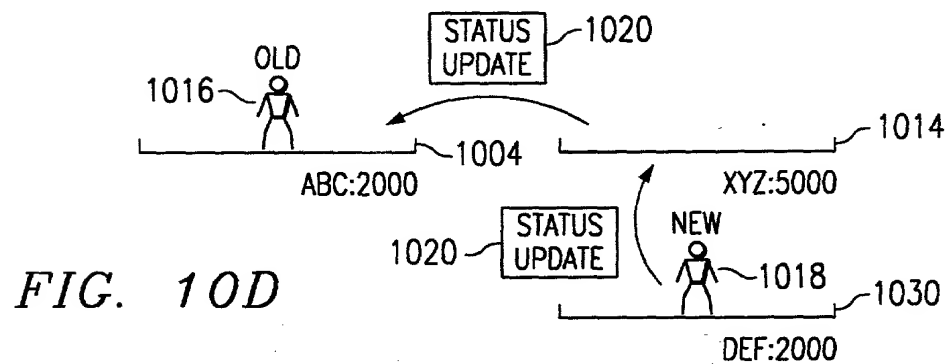 STATUS
UPDATE
1020
OLD
1016
1004
ABC:2000
1014
XYZ:5000
STATUS
UPDATE
1020
NEW
1018
1030
DEF:2000
FIG. 10D